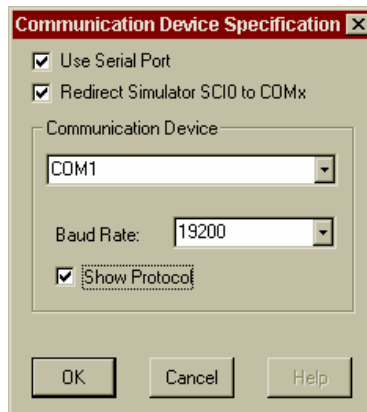 Communication Device Specification
Use Serial Port
Redirect Simulator SCI0 to COMx
Communication Device
COM1
Baud Rate: 19200
Show Protocol
OK Cancel Help